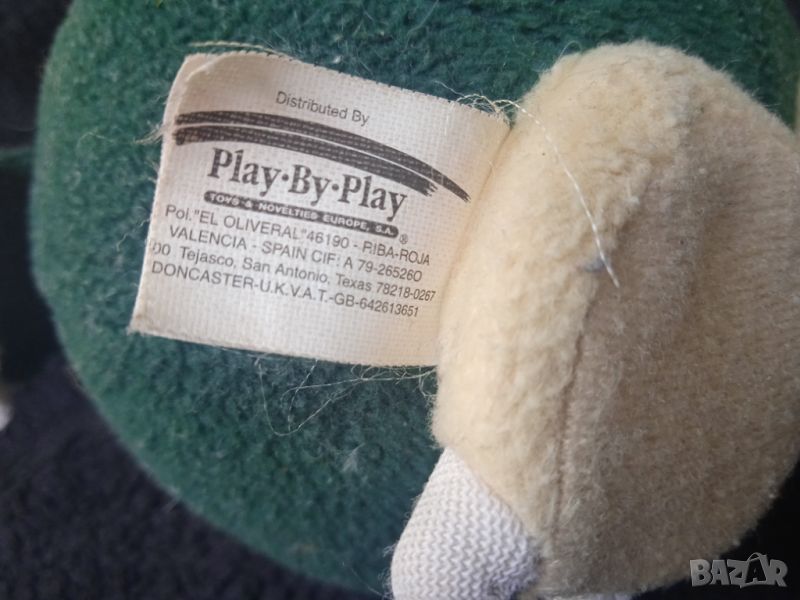 Distributed By
Play·By·Play
TOYS & NOVELTIES EUROPE, S.A. ®
Pol."EL OLIVERAL"46190 - RIBA-ROJA
VALENCIA - SPAIN CIF: A 79-265260
00 Tejasco, San Antonio, Texas 78218-0267
DONCASTER-U.K.V.A.T.-GB-642613651
BAZAR